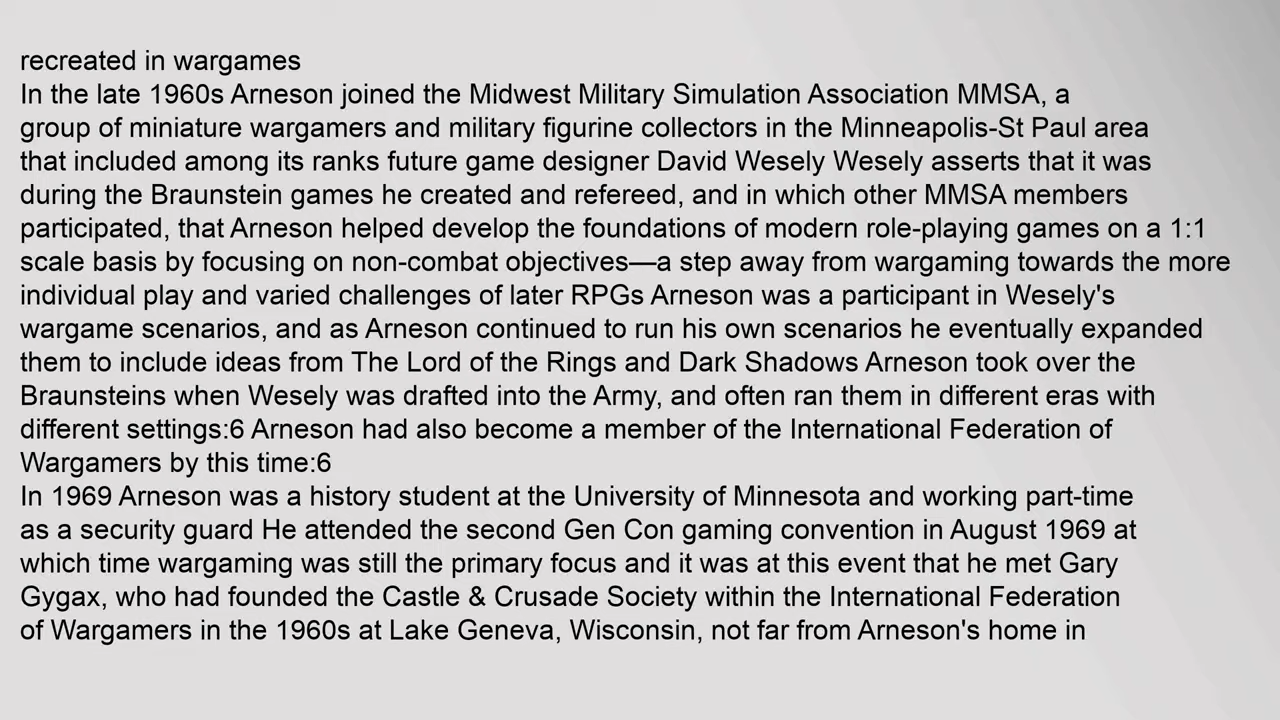 recreated in wargames
In the late 1960s Arneson joined the Midwest Military Simulation Association MMSA, a
group of miniature wargamers and military figurine collectors in the Minneapolis-St Paul area
that included among its ranks future game designer David Wesely Wesely asserts that it was
during the Braunstein games he created and refereed, and in which other MMSA members
participated, that Arneson helped develop the foundations of modern role-playing games on a 1:1
scale basis by focusing on non-combat objectives—a step away from wargaming towards the more
individual play and varied challenges of later RPGs Arneson was a participant in Wesely's
wargame scenarios, and as Arneson continued to run his own scenarios he eventually expanded
them to include ideas from The Lord of the Rings and Dark Shadows Arneson took over the
Braunsteins when Wesely was drafted into the Army, and often ran them in different eras with
different settings:6 Arneson had also become a member of the International Federation of
Wargamers by this time:6
In 1969 Arneson was a history student at the University of Minnesota and working part-time
as a security guard He attended the second Gen Con gaming convention in August 1969 at
which time wargaming was still the primary focus and it was at this event that he met Gary
Gygax, who had founded the Castle & Crusade Society within the International Federation
of Wargamers in the 1960s at Lake Geneva, Wisconsin, not far from Arneson's home in